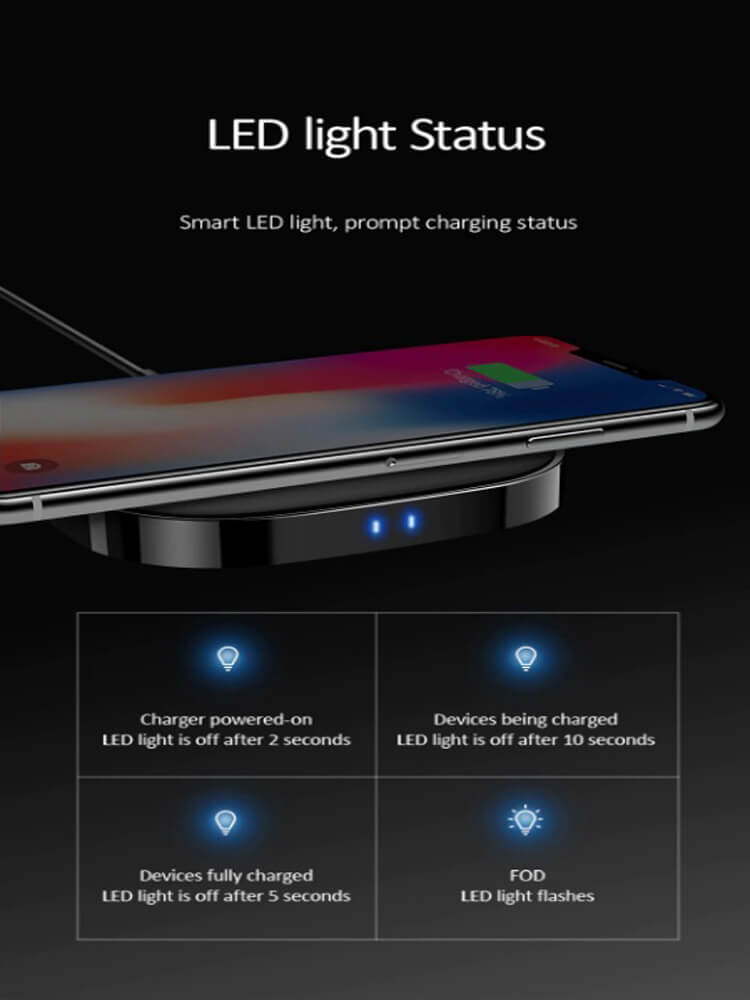 LED light Status
Smart LED light, prompt charging status
Charger powered-on
LED light is off after 2 seconds
Devices being charged
LED light is off after 10 seconds
Devices fully charged
LED light is off after 5 seconds
FOD
LED light flashes